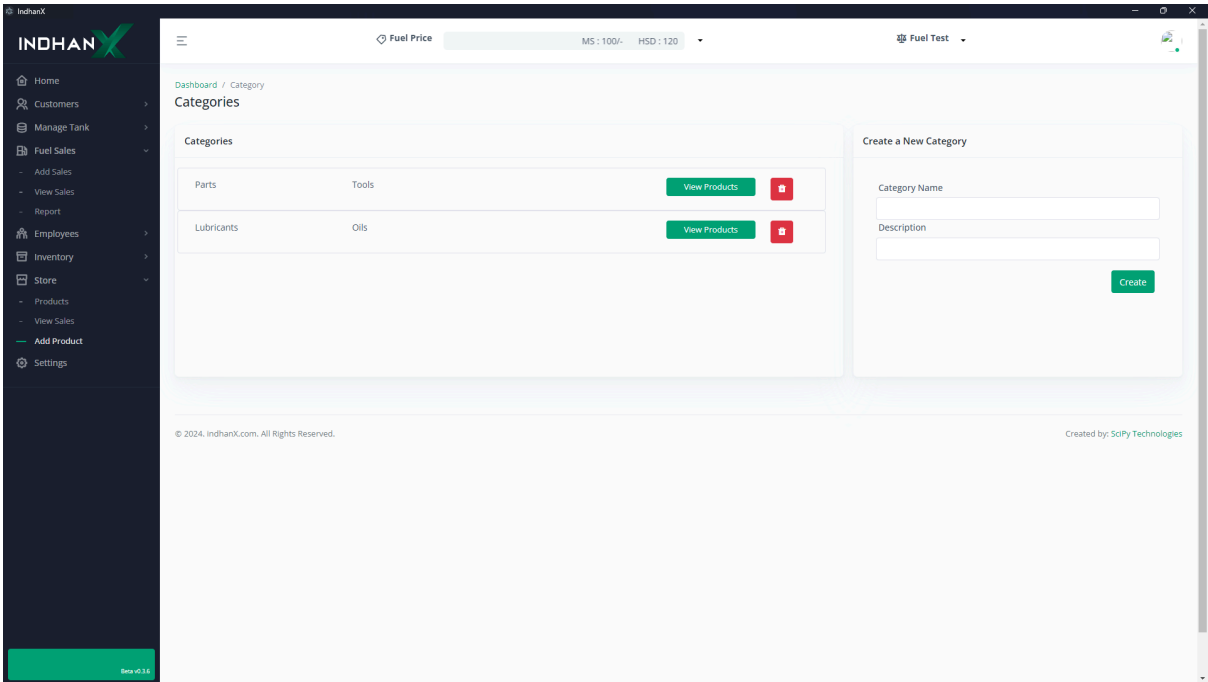 IndhanX
INDHANX
Home
Customers
Manage Tank
Fuel Sales
- Add Sales
- View Sales
- Report
Employees
Inventory
Store
- Products
- View Sales
— Add Product
Settings
Beta v0.3.6
Fuel Price
MS : 100/- HSD : 120
Fuel Test
Dashboard / Category
Categories
Categories
Parts Tools View Products
Lubricants Oils View Products
Create a New Category
Category Name
Description
Create
© 2024. indhanX.com. All Rights Reserved.
Created by: SciPy Technologies